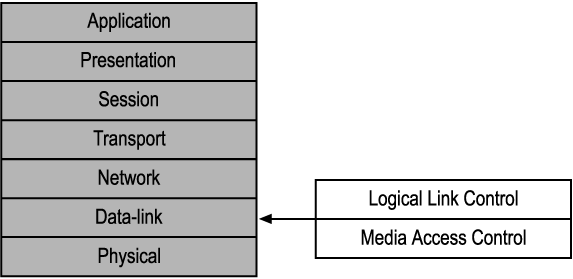 Application
Presentation
Session
Transport
Network
Data-link
Physical
Logical Link Control
Media Access Control